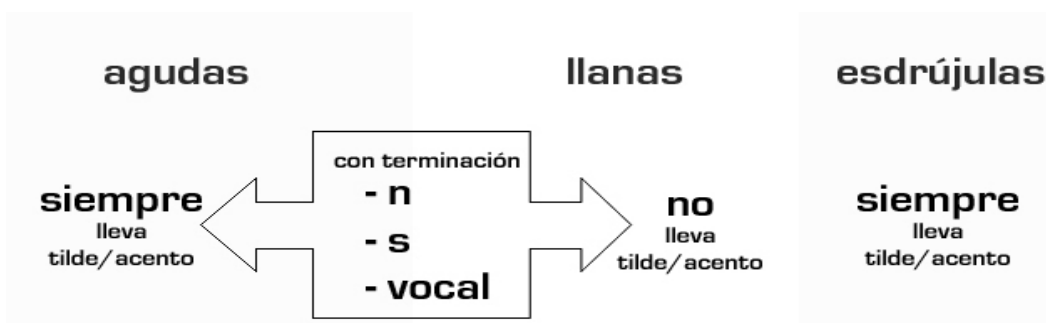 agudas
llanas
esdrújulas
siempre
lleva
tilde/acento
con terminación
- n
- s
- vocal
no
lleva
tilde/acento
siempre
lleva
tilde/acento